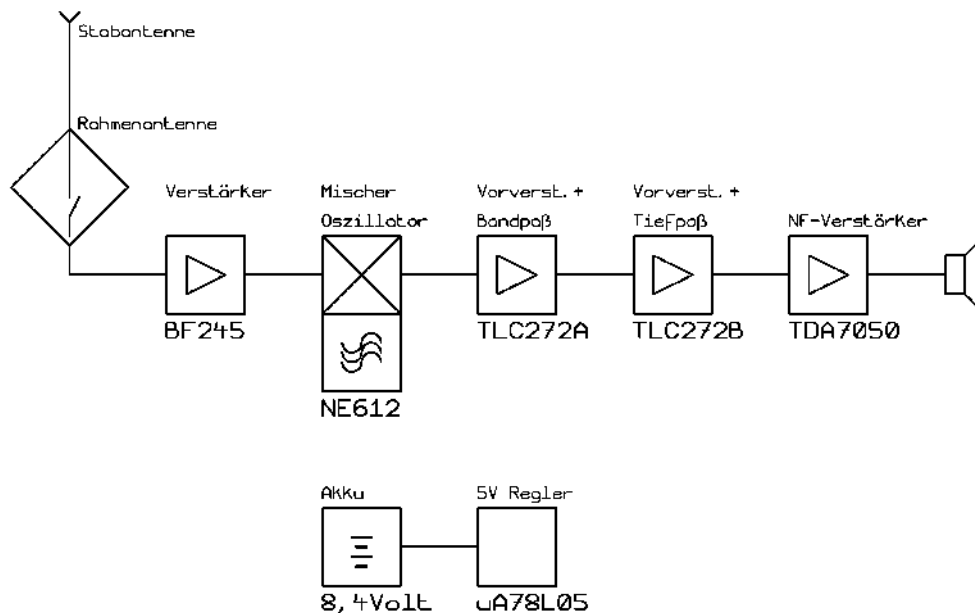 Stabantenne
Rahmenantenne
Verstärker
Mischer
Oszillator
Vorverst. +
Bandpaß
Vorverst. +
Tiefpaß
NF-Verstärker
BF245
NE612
TLC272A
TLC272B
TDA7050
Akku
5V Regler
8,4Volt
uA78L05